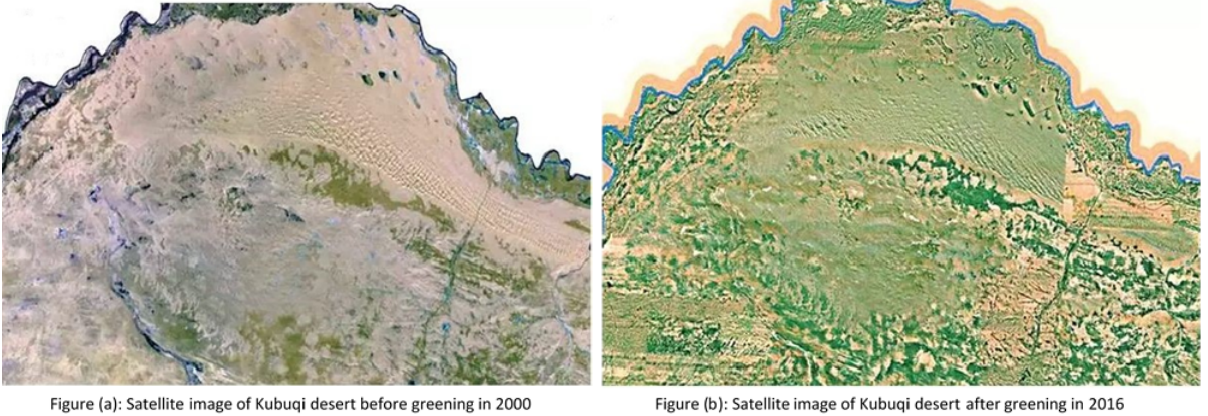 Figure (a): Satellite image of Kubuqi desert before greening in 2000
Figure (b): Satellite image of Kubuqi desert after greening in 2016